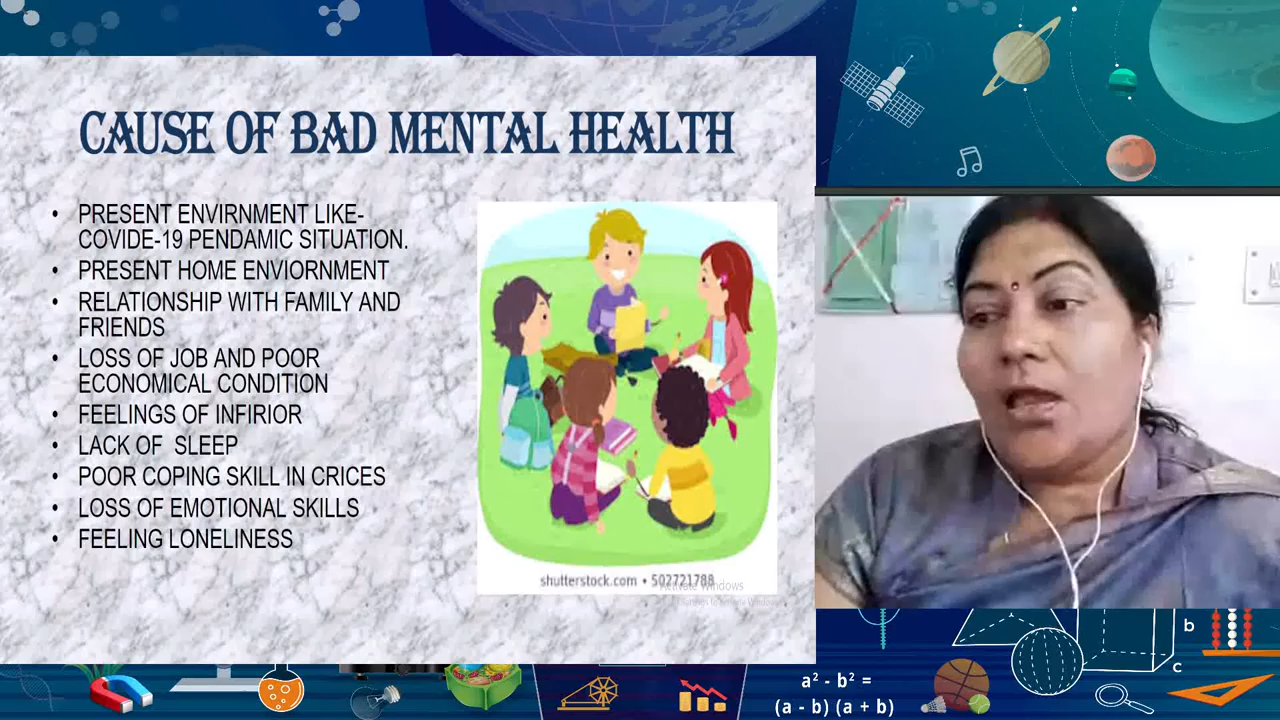 CAUSE OF BAD MENTAL HEALTH
• PRESENT ENVIRNMENT LIKE-
COVIDE-19 PENDAMIC SITUATION.
• PRESENT HOME ENVIORNMENT
• RELATIONSHIP WITH FAMILY AND
FRIENDS
• LOSS OF JOB AND POOR
ECONOMICAL CONDITION
• FEELINGS OF INFIRIOR
• LACK OF SLEEP
• POOR COPING SKILL IN CRICES
• LOSS OF EMOTIONAL SKILLS
• FEELING LONELINESS
shutterstock.com • 502721788
Activate Windows
b
c
a² - b² =
(a - b) (a + b)